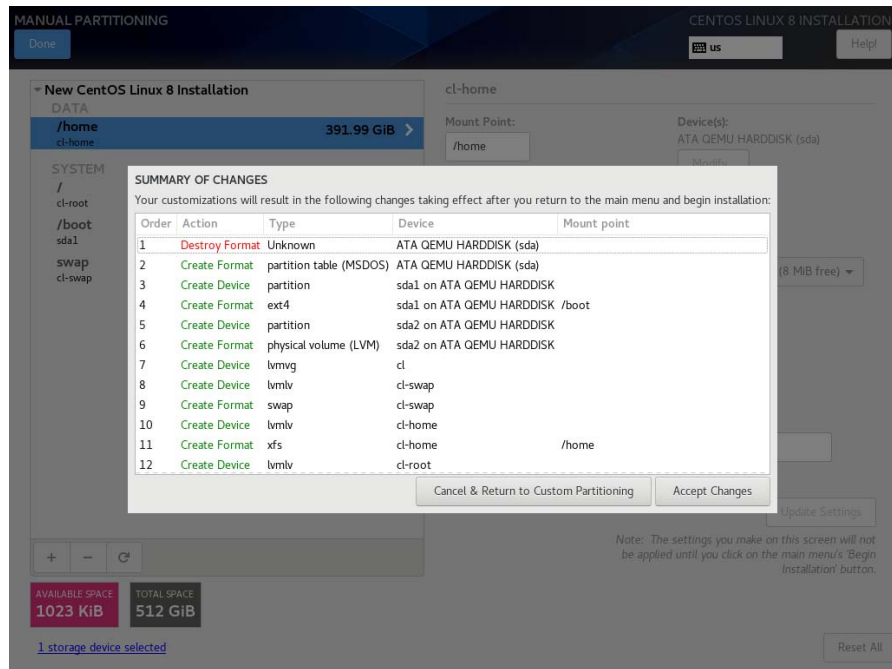 MANUAL PARTITIONING
CENTOS LINUX 8 INSTALLATION
Done
us
Help!
New CentOS Linux 8 Installation
DATA
/home
cl-home
391.99 GiB
SYSTEM
/
cl-root
/boot
sda1
swap
cl-swap
cl-home
Mount Point:
/home
Device(s):
ATA QEMU HARDDISK (sda)
Modify...
(8 MiB free)
SUMMARY OF CHANGES
Your customizations will result in the following changes taking effect after you return to the main menu and begin installation:
Order Action Type Device Mount point
1 Destroy Format Unknown ATA QEMU HARDDISK (sda)
2 Create Format partition table (MSDOS) ATA QEMU HARDDISK (sda)
3 Create Device partition sda1 on ATA QEMU HARDDISK
4 Create Format ext4 sda1 on ATA QEMU HARDDISK /boot
5 Create Device partition sda2 on ATA QEMU HARDDISK
6 Create Format physical volume (LVM) sda2 on ATA QEMU HARDDISK
7 Create Device lvmvg cl
8 Create Device lvmlv cl-swap
9 Create Format swap cl-swap
10 Create Device lvmlv cl-home
11 Create Format xfs cl-home /home
12 Create Device lvmlv cl-root
Cancel & Return to Custom Partitioning
Accept Changes
Update Settings
Note: The settings you make on this screen will not
be applied until you click on the main menu's 'Begin
Installation' button.
+ −
AVAILABLE SPACE
1023 KiB
TOTAL SPACE
512 GiB
1 storage device selected
Reset All